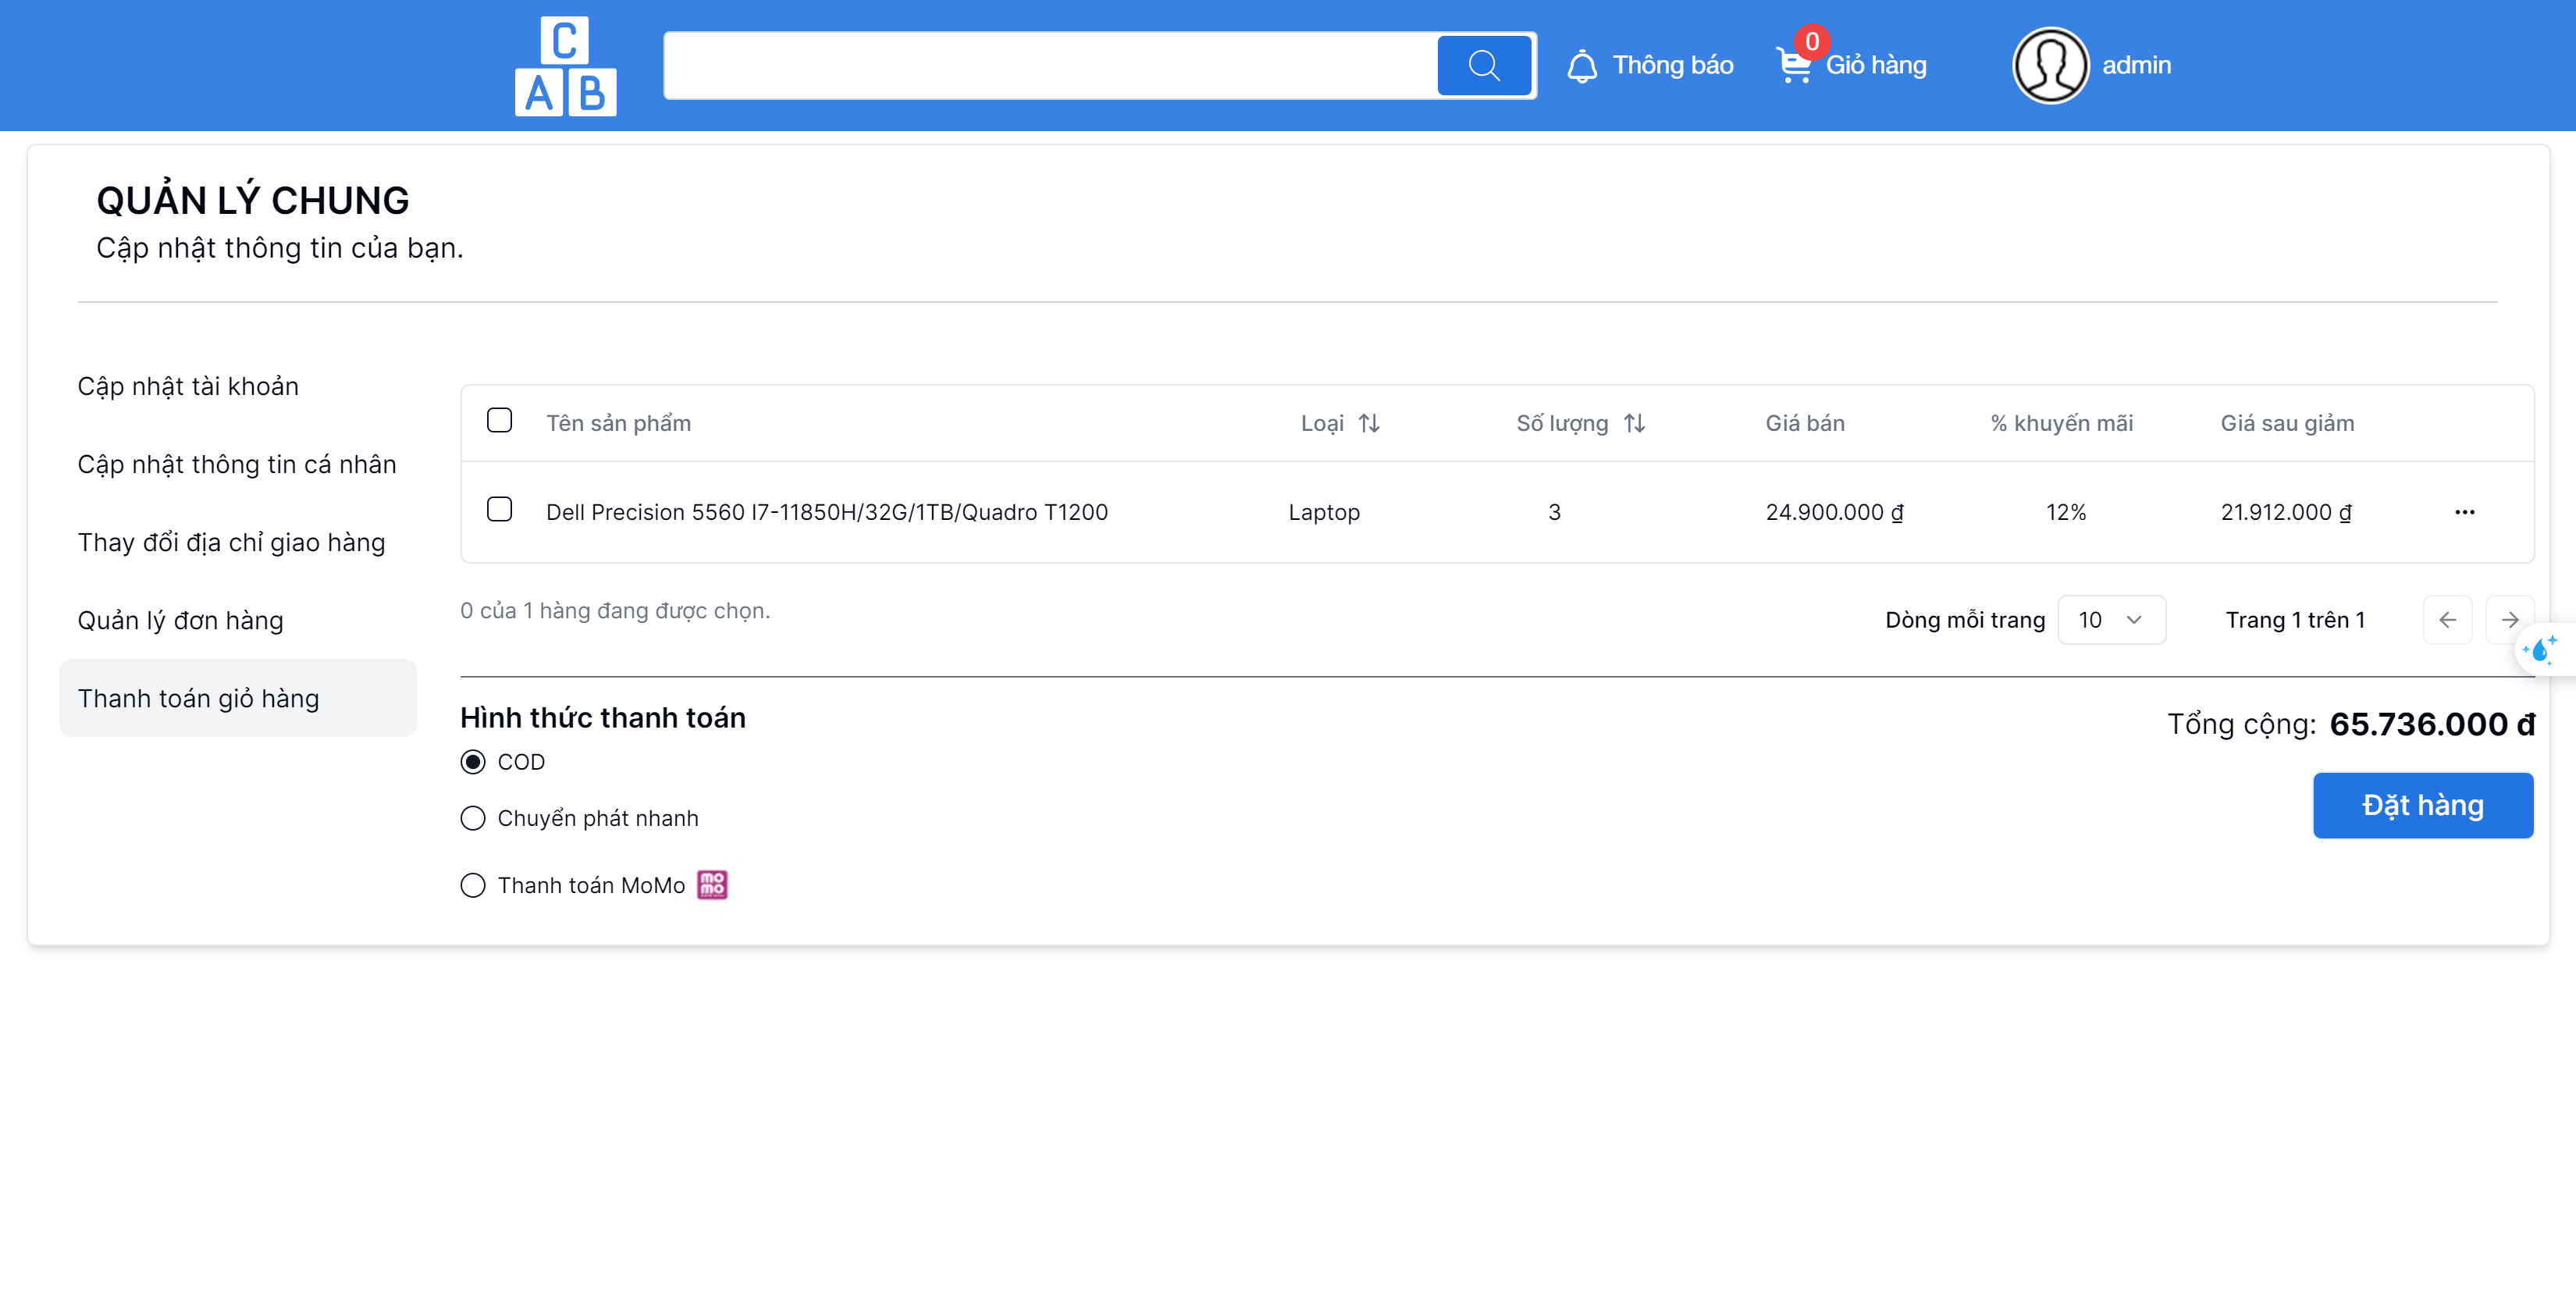 C
A B
Thông báo
0
Giỏ hàng
admin
QUẢN LÝ CHUNG
Cập nhật thông tin của bạn.
Cập nhật tài khoản
Cập nhật thông tin cá nhân
Thay đổi địa chỉ giao hàng
Quản lý đơn hàng
Thanh toán giỏ hàng
Tên sản phẩm Loại Số lượng Giá bán % khuyến mãi Giá sau giảm
Dell Precision 5560 I7-11850H/32G/1TB/Quadro T1200 Laptop 3 24.900.000 ₫ 12% 21.912.000 ₫
0 của 1 hàng đang được chọn.
Dòng mỗi trang 10 Trang 1 trên 1
Hình thức thanh toán
COD
Chuyển phát nhanh
Thanh toán MoMo mo mo
Tổng cộng: 65.736.000 đ
Đặt hàng